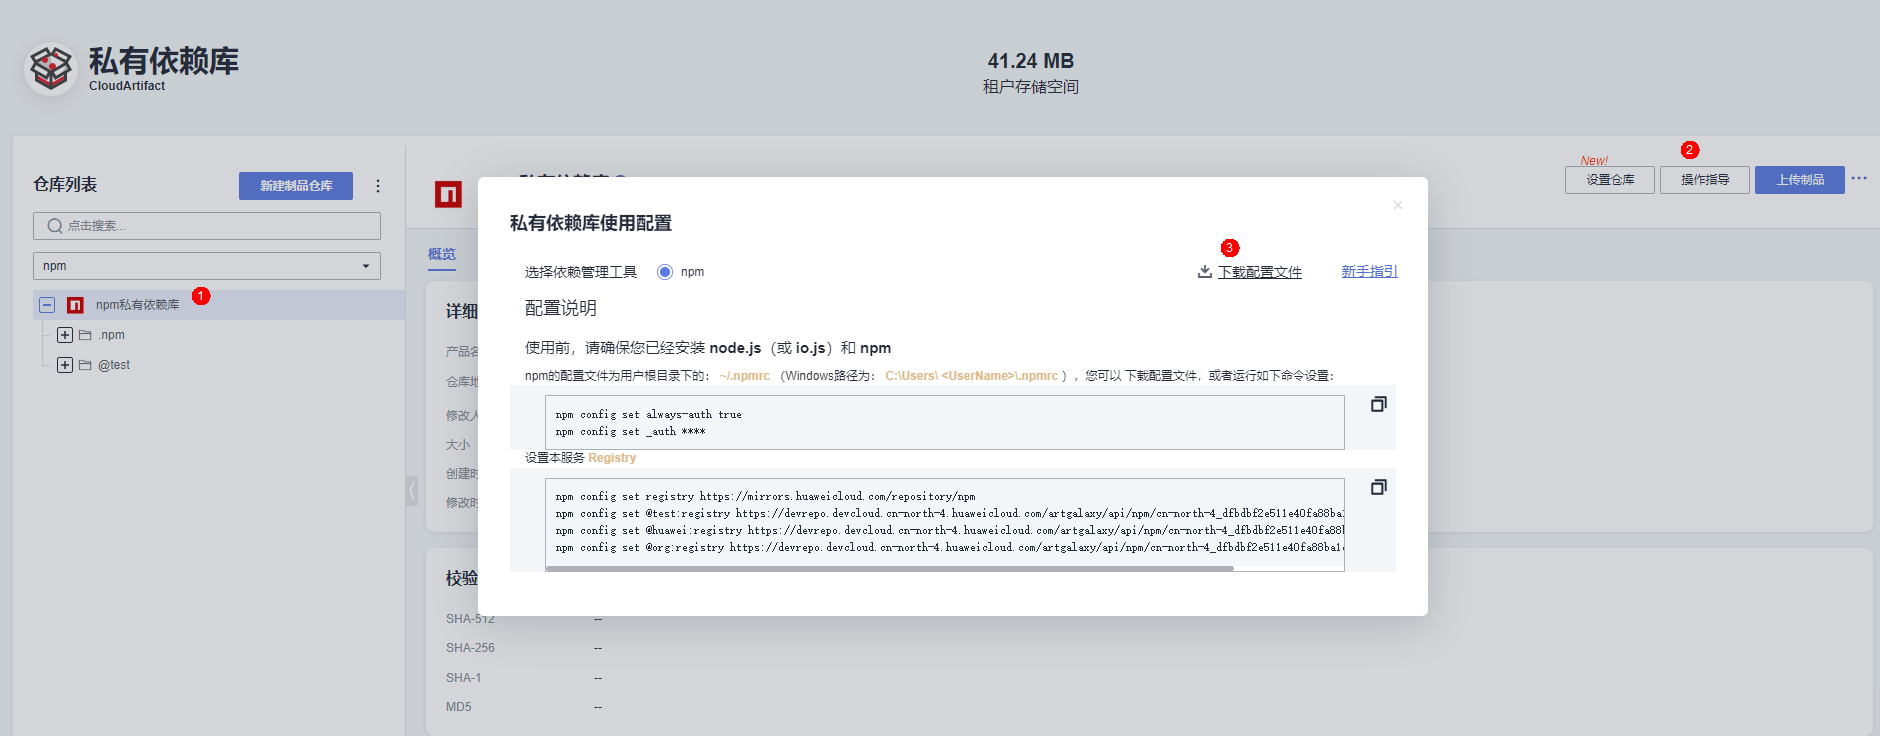 私有依赖库
CloudArtifact
41.24 MB
租户存储空间
仓库列表
新建制品仓库
点击搜索...
npm
npm私有依赖库
1
.npm
@test
New!
2
设置仓库
操作指导
上传制品
概览
详细
产品名
仓库地
修改人
大小
创建时
修改时
校验
SHA-512 --
SHA-256 --
SHA-1 --
MD5 --
私有依赖库使用配置
选择依赖管理工具 npm
3
下载配置文件
新手指引
配置说明
使用前，请确保您已经安装 node.js（或 io.js）和 npm
npm的配置文件为用户根目录下的： ~/.npmrc （Windows路径为： C:\Users\ <UserName>\.npmrc ），您可以 下载配置文件，或者运行如下命令设置：
npm config set always-auth true
npm config set _auth ****
设置本服务 Registry
npm config set registry https://mirrors.huaweicloud.com/repository/npm
npm config set @test:registry https://devrepo.devcloud.cn-north-4.huaweicloud.com/artgalaxy/api/npm/cn-north-4_dfbdbf2e511e40fa88ba
npm config set @huawei:registry https://devrepo.devcloud.cn-north-4.huaweicloud.com/artgalaxy/api/npm/cn-north-4_dfbdbf2e511e40fa88
npm config set @org:registry https://devrepo.devcloud.cn-north-4.huaweicloud.com/artgalaxy/api/npm/cn-north-4_dfbdbf2e511e40fa88ba1